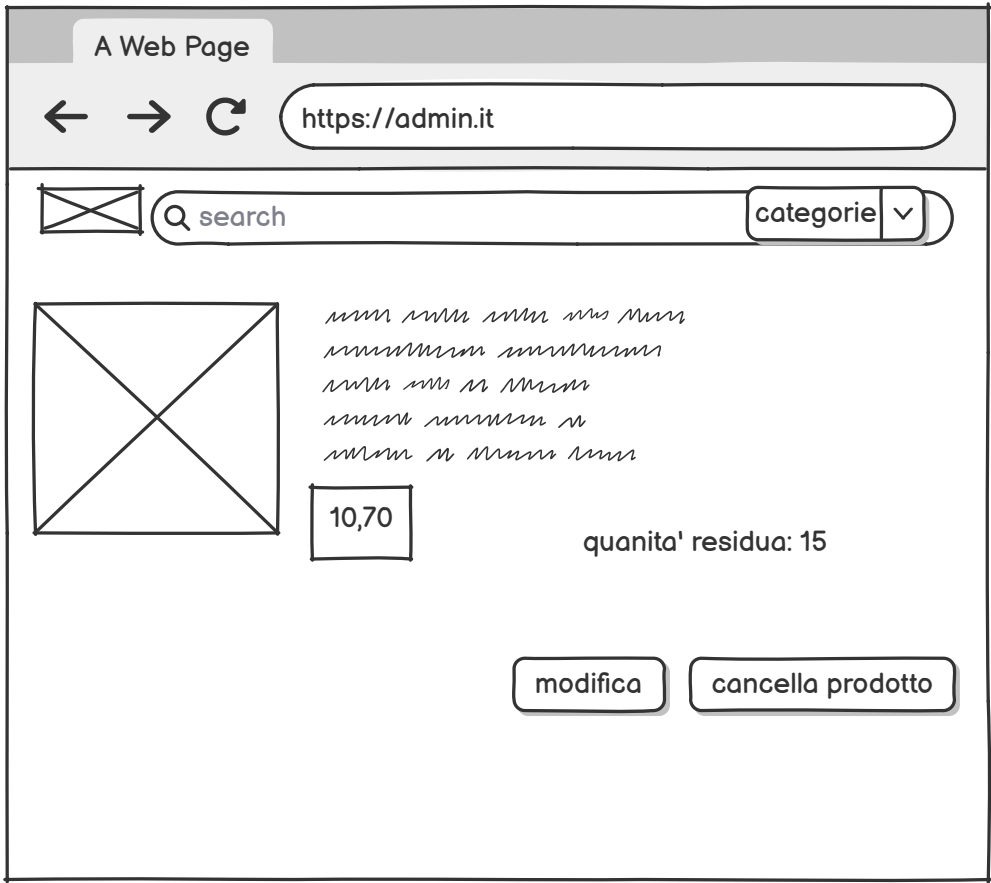 A Web Page
https://admin.it
search
categorie
10,70
quanita' residua: 15
modifica
cancella prodotto